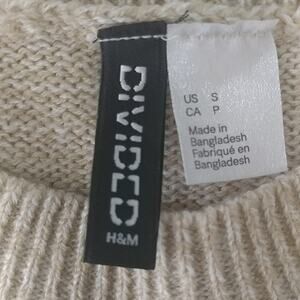 DIVIDED
H&M
US S
CA P
Made in
Bangladesh
Fabriqué en
Bangladesh